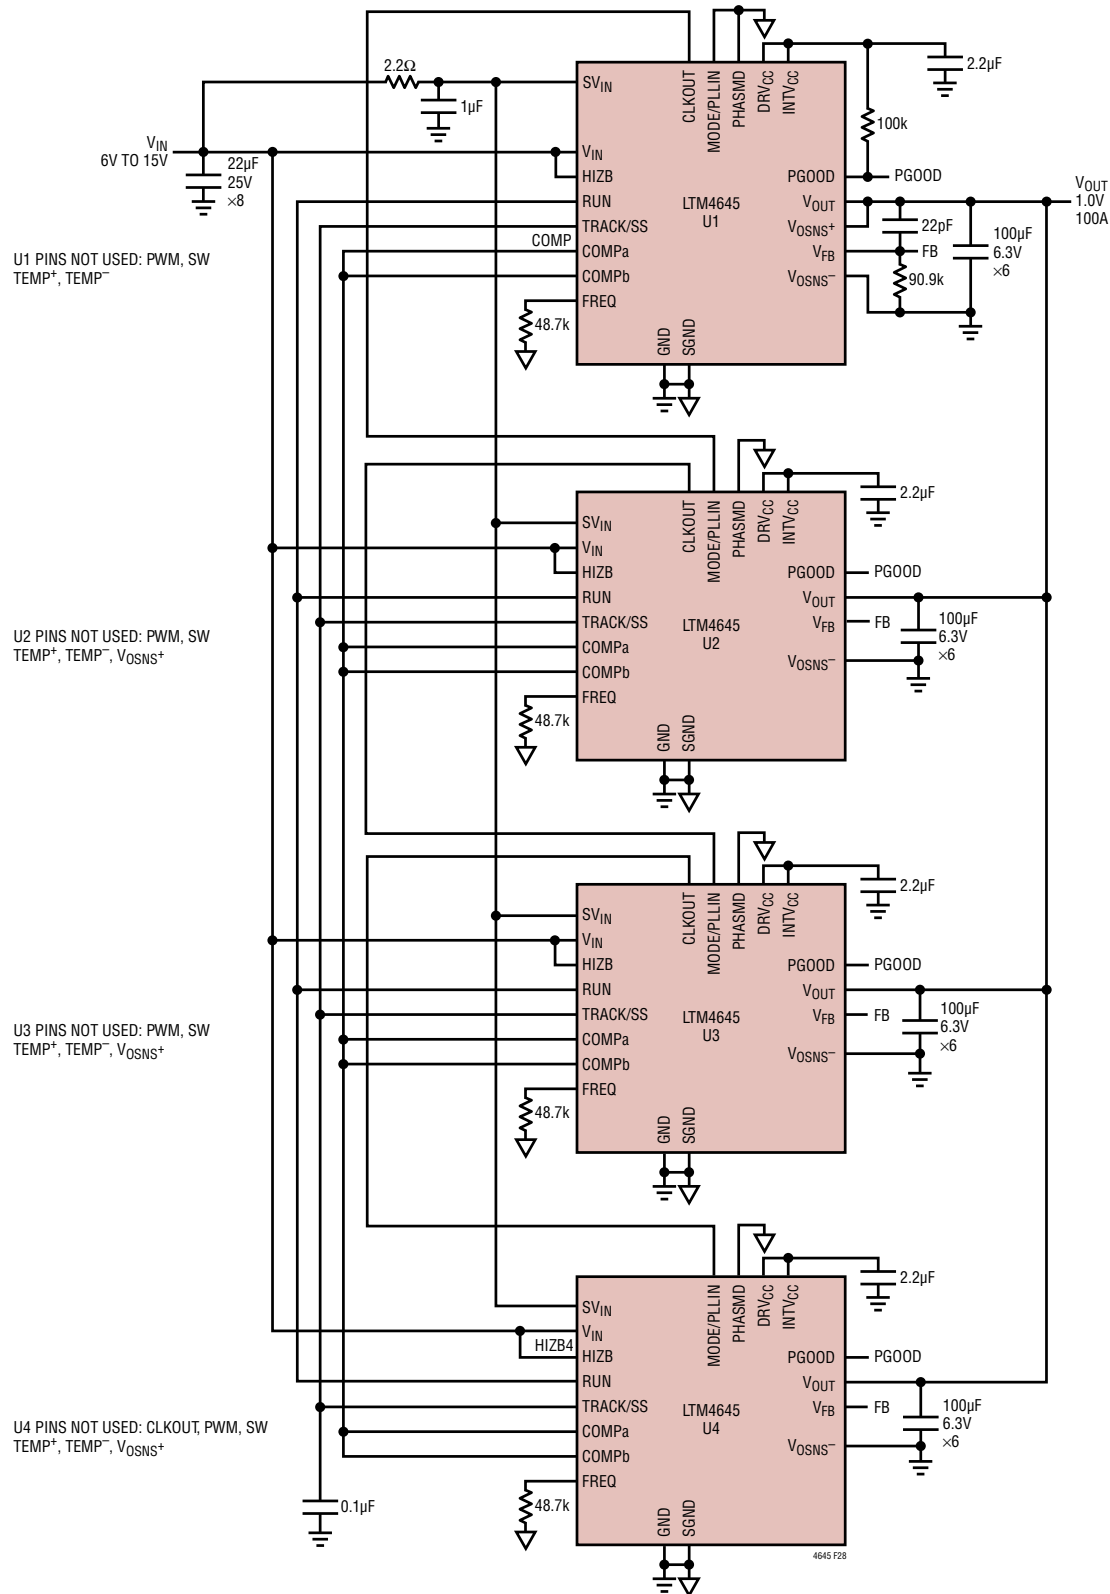 2.2Ω
1µF
VIN
6V TO 15V
22µF
25V
×8
U1 PINS NOT USED: PWM, SW
TEMP+, TEMP−
CLKOUT
MODE/PLLIN
PHASMD
DRVCC
INTVCC
2.2µF
100k
SVIN
VIN
HIZB
RUN
TRACK/SS
COMP
COMPa
COMPb
FREQ
48.7k
LTM4645
U1
PGOOD
PGOOD
VOUT
VOSNS+
VFB
FB
VOSNS−
22pF
90.9k
100µF
6.3V
×6
VOUT
1.0V
100A
GND
SGND
U2 PINS NOT USED: PWM, SW
TEMP+, TEMP−, VOSNS+
CLKOUT
MODE/PLLIN
PHASMD
DRVCC
INTVCC
2.2µF
SVIN
VIN
HIZB
RUN
TRACK/SS
COMPa
COMPb
FREQ
48.7k
LTM4645
U2
PGOOD
PGOOD
VOUT
VFB
FB
VOSNS−
100µF
6.3V
×6
GND
SGND
U3 PINS NOT USED: PWM, SW
TEMP+, TEMP−, VOSNS+
CLKOUT
MODE/PLLIN
PHASMD
DRVCC
INTVCC
2.2µF
SVIN
VIN
HIZB
RUN
TRACK/SS
COMPa
COMPb
FREQ
48.7k
LTM4645
U3
PGOOD
PGOOD
VOUT
VFB
FB
VOSNS−
100µF
6.3V
×6
GND
SGND
U4 PINS NOT USED: CLKOUT, PWM, SW
TEMP+, TEMP−, VOSNS+
MODE/PLLIN
PHASMD
DRVCC
INTVCC
2.2µF
SVIN
VIN
HIZB4
HIZB
RUN
TRACK/SS
COMPa
COMPb
FREQ
48.7k
0.1µF
LTM4645
U4
PGOOD
PGOOD
VOUT
VFB
FB
VOSNS−
100µF
6.3V
×6
GND
SGND
4645 F28